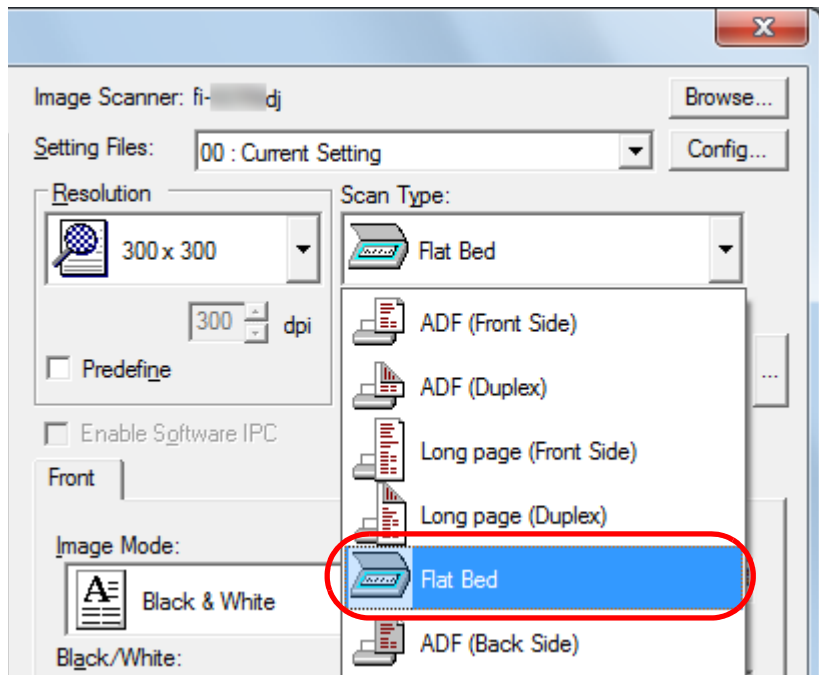 Image Scanner: fi- dj
Browse...
Setting Files:
00 : Current Setting
Config...
Resolution
Scan Type:
300 x 300
Flat Bed
300
dpi
ADF (Front Side)
Predefine
...
ADF (Duplex)
Enable Software IPC
Long page (Front Side)
Front
Long page (Duplex)
Image Mode:
Flat Bed
Black & White
ADF (Back Side)
Black/White: